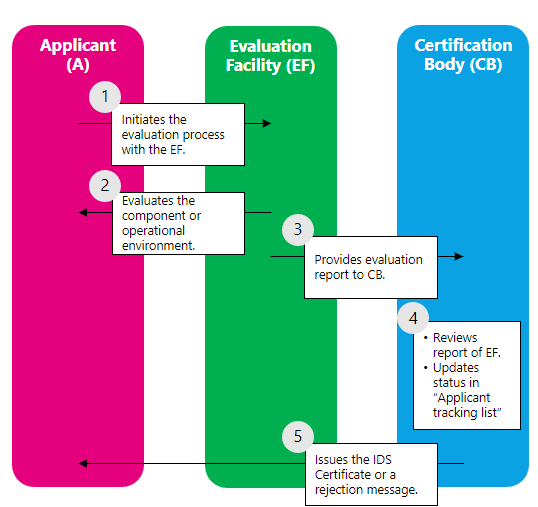 Applicant
(A)
Evaluation
Facility (EF)
Certification
Body (CB)
1
Initiates the
evaluation process
with the EF.
2
Evaluates the
component or
operational
environment.
3
Provides evaluation
report to CB.
4
• Reviews
report of EF.
• Updates
status in
“Applicant
tracking list”
5
Issues the IDS
Certificate or a
rejection message.